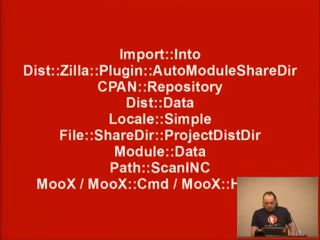 Import::Into
Dist::Zilla::Plugin::AutoModuleShareDir
CPAN::Repository
Dist::Data
Locale::Simple
File::ShareDir::ProjectDistDir
Module::Data
Path::ScanINC
MooX / MooX::Cmd /